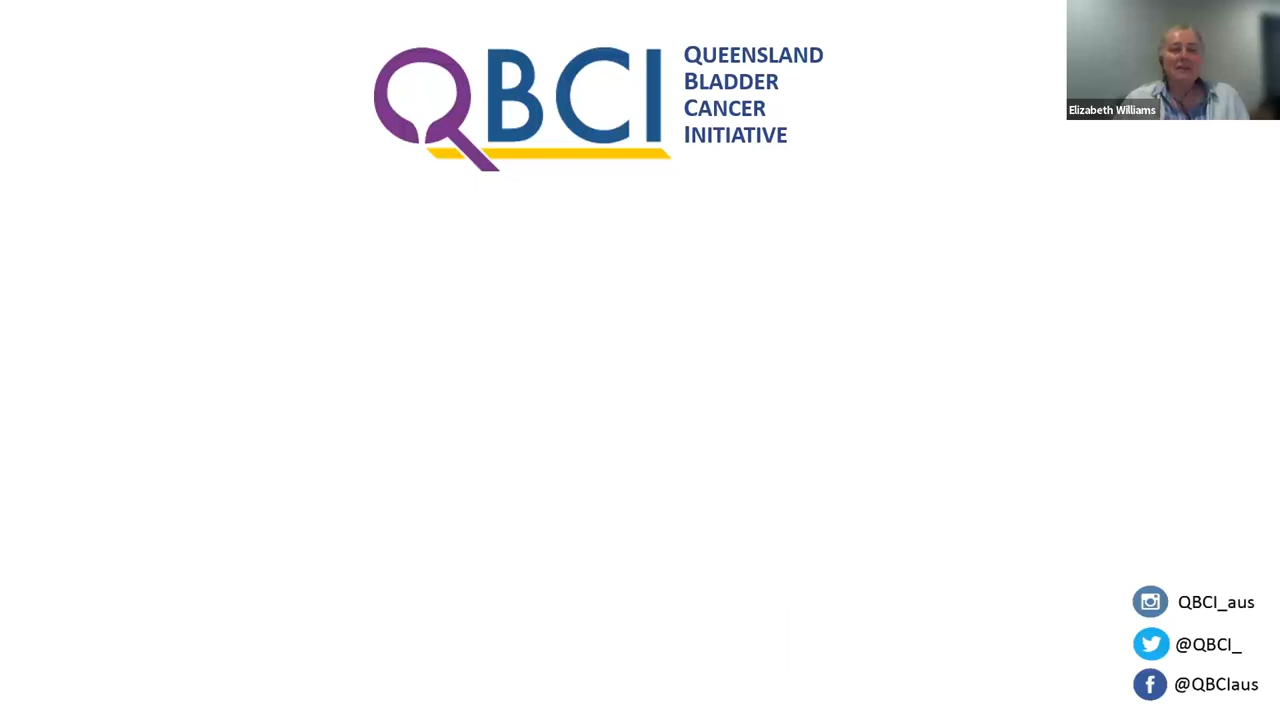 QBCI
QUEENSLAND
BLADDER
CANCER
INITIATIVE
Elizabeth Williams
QBCI_aus
@QBCI_
@QBCIaus